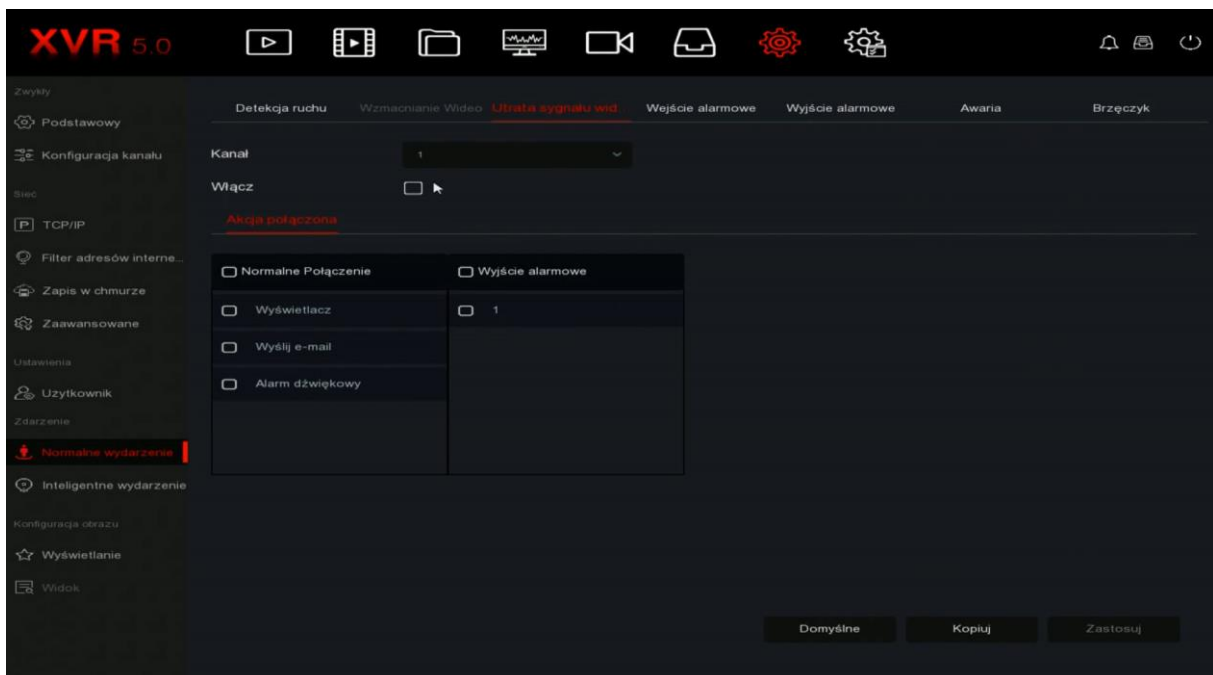 XVR 5.0
Zwykły
Podstawowy
Konfiguracja kanału
Sieć
TCP/IP
Filter adresów interne...
Zapis w chmurze
Zaawansowane
Ustawienia
Uzytkownik
Zdarzenie
Normalne wydarzenie
Inteligentne wydarzenie
Konfiguracja obrazu
Wyświetlanie
Widok
Detekcja ruchu Wzmacnianie Wideo Utrata sygnału wid. Wejście alarmowe Wyjście alarmowe Awaria Brzęczyk
Kanał 1
Włącz
Akcja połączona
Normalne Połączenie Wyjście alarmowe
Wyświetlacz 1
Wyślij e-mail
Alarm dźwiękowy
Domyślne Kopiuj Zastosuj